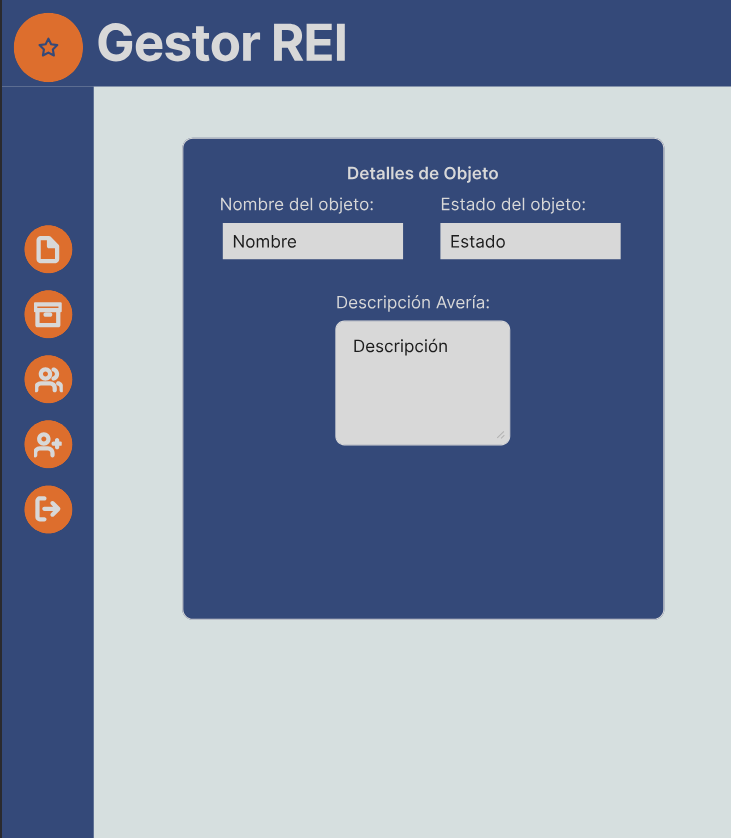 Gestor REI
Detalles de Objeto
Nombre del objeto: Estado del objeto:
Nombre Estado
Descripción Avería:
Descripción